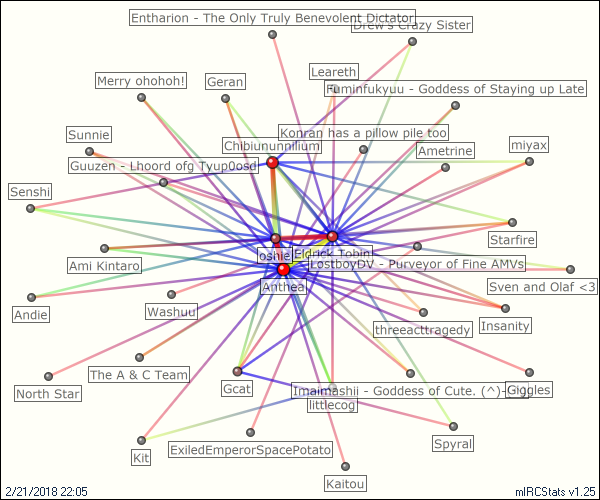 Entharion - The Only Truly Benevolent Dictator
Drew's Crazy Sister
Leareth
Merry ohohoh!
Geran
Fuminfukyuu - Goddess of Staying up Late
Sunnie
Konran has a pillow pile too
Chibiununnilium
Ametrine
miyax
Guuzen - Lhoord ofg Tyup0osd
Senshi
Starfire
Eldrick Tobin
Joshie
LostboyDV - Purveyor of Fine AMVs
Ami Kintaro
Anthea
Sven and Olaf <3
Andie
Washuu
threeacttragedy
Insanity
The A & C Team
North Star
Gcat
Imaimashii - Goddess of Cute. (^)-
Giggles
littlecog
Kit
ExiledEmperorSpacePotato
Spyral
Kaitou
2/21/2018 22:05
mIRCStats v1.25